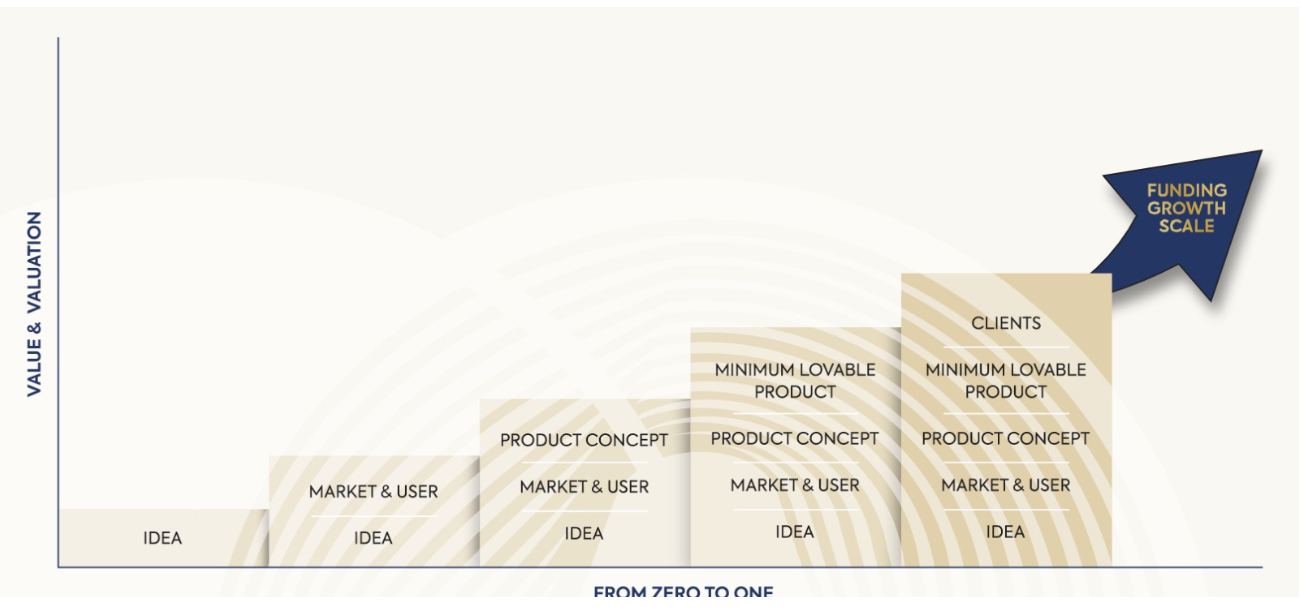 VALUE & VALUATION
IDEA
MARKET & USER
IDEA
PRODUCT CONCEPT
MARKET & USER
IDEA
MINIMUM LOVABLE
PRODUCT
PRODUCT CONCEPT
MARKET & USER
IDEA
CLIENTS
MINIMUM LOVABLE
PRODUCT
PRODUCT CONCEPT
MARKET & USER
IDEA
FUNDING
GROWTH
SCALE
FROM ZERO TO ONE